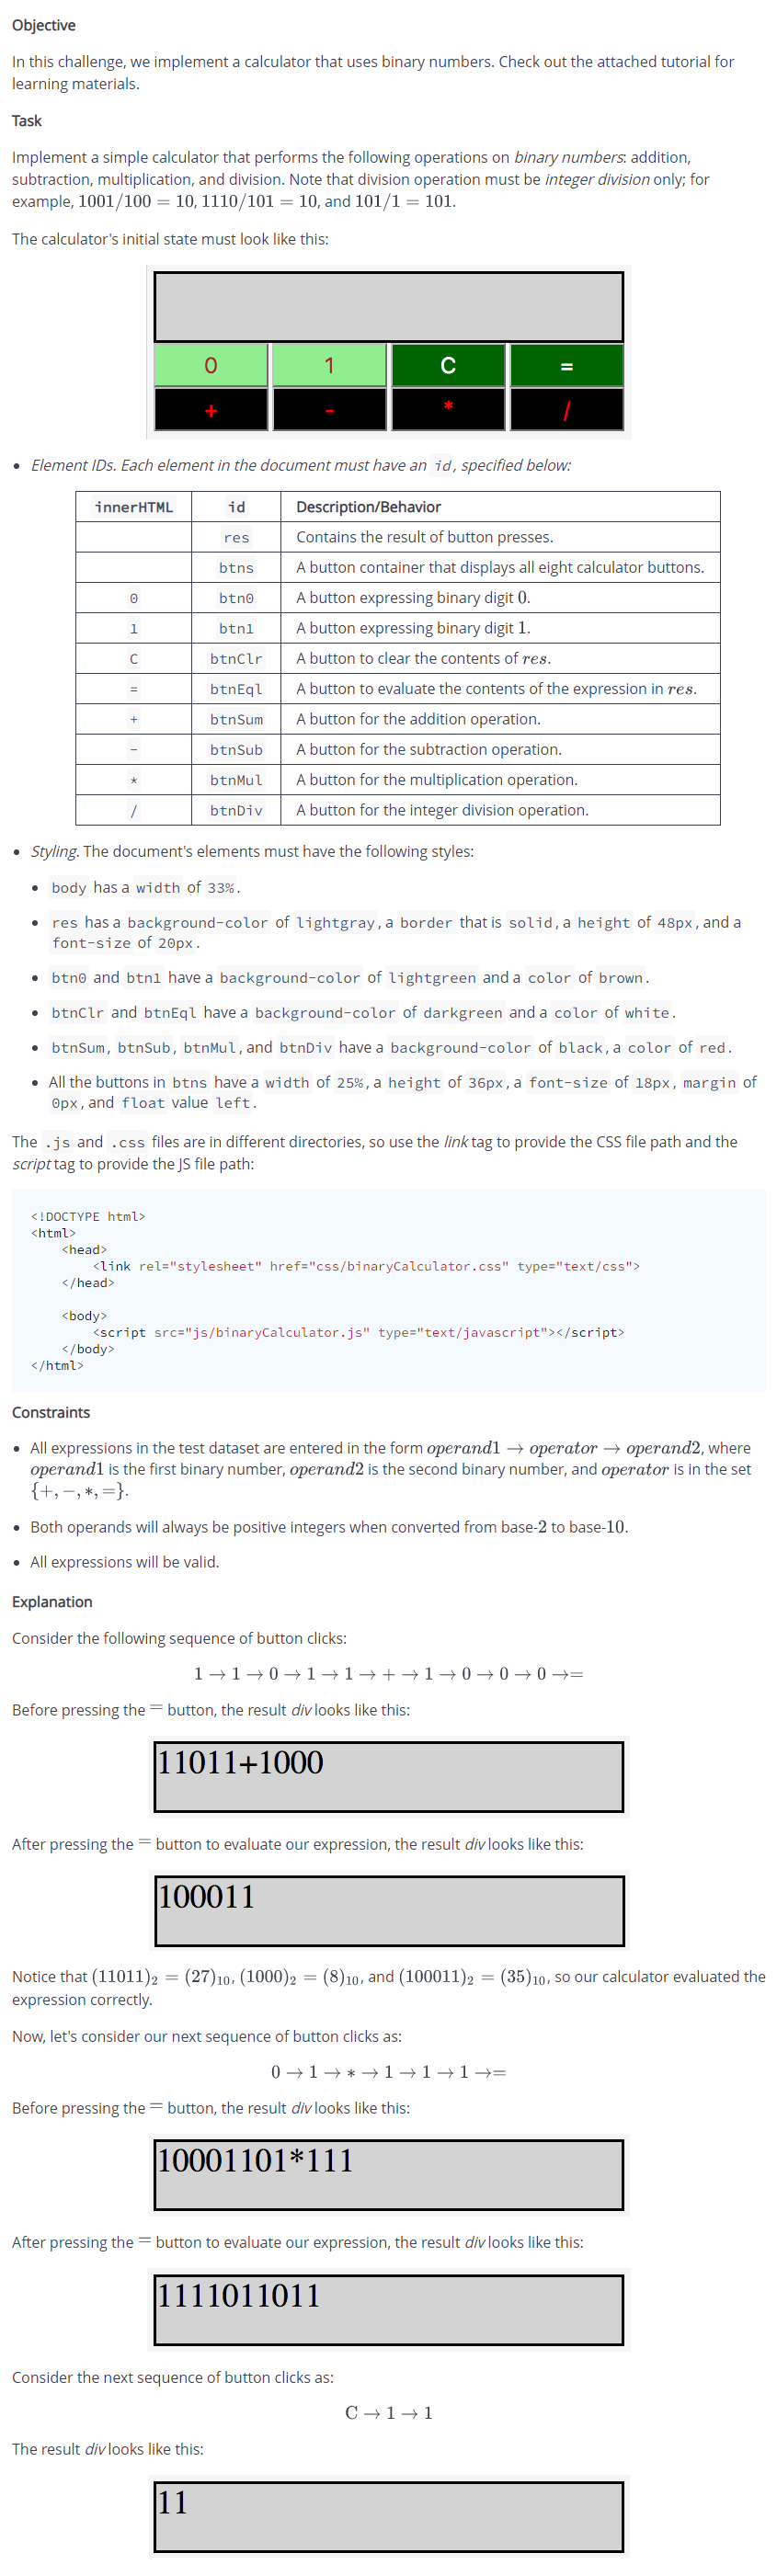 Objective
In this challenge, we implement a calculator that uses binary numbers. Check out the attached tutorial for
learning materials.
Task
Implement a simple calculator that performs the following operations on binary numbers: addition,
subtraction, multiplication, and division. Note that division operation must be integer division only; for
example, 1001/100 = 10, 1110/101 = 10, and 101/1 = 101.
The calculator's initial state must look like this:
0 1 C =
+ - * /
• Element IDs. Each element in the document must have an id, specified below:
innerHTML id Description/Behavior
res Contains the result of button presses.
btns A button container that displays all eight calculator buttons.
0 btn0 A button expressing binary digit 0.
1 btn1 A button expressing binary digit 1.
C btnClr A button to clear the contents of res.
= btnEql A button to evaluate the contents of the expression in res.
+ btnSum A button for the addition operation.
- btnSub A button for the subtraction operation.
* btnMul A button for the multiplication operation.
/ btnDiv A button for the integer division operation.
• Styling. The document's elements must have the following styles:
• body has a width of 33%.
• res has a background-color of lightgray, a border that is solid, a height of 48px, and a
font-size of 20px.
• btn0 and btn1 have a background-color of lightgreen and a color of brown.
• btnClr and btnEql have a background-color of darkgreen and a color of white.
• btnSum, btnSub, btnMul, and btnDiv have a background-color of black, a color of red.
• All the buttons in btns have a width of 25%, a height of 36px, a font-size of 18px, margin of
0px, and float value left.
The .js and .css files are in different directories, so use the link tag to provide the CSS file path and the
script tag to provide the JS file path:
<!DOCTYPE html>
<html>
<head>
<link rel="stylesheet" href="css/binaryCalculator.css" type="text/css">
</head>
<body>
<script src="js/binaryCalculator.js" type="text/javascript"></script>
</body>
</html>
Constraints
• All expressions in the test dataset are entered in the form operand1 → operator → operand2, where
operand1 is the first binary number, operand2 is the second binary number, and operator is in the set
{+, −, *, =}.
• Both operands will always be positive integers when converted from base-2 to base-10.
• All expressions will be valid.
Explanation
Consider the following sequence of button clicks:
1 → 1 → 0 → 1 → 1 → + → 1 → 0 → 0 → 0 →=
Before pressing the = button, the result div looks like this:
11011+1000
After pressing the = button to evaluate our expression, the result div looks like this:
100011
Notice that (11011)₂ = (27)₁₀, (1000)₂ = (8)₁₀, and (100011)₂ = (35)₁₀, so our calculator evaluated the
expression correctly.
Now, let's consider our next sequence of button clicks as:
0 → 1 → * → 1 → 1 → 1 →=
Before pressing the = button, the result div looks like this:
10001101*111
After pressing the = button to evaluate our expression, the result div looks like this:
1111011011
Consider the next sequence of button clicks as:
C → 1 → 1
The result div looks like this:
11